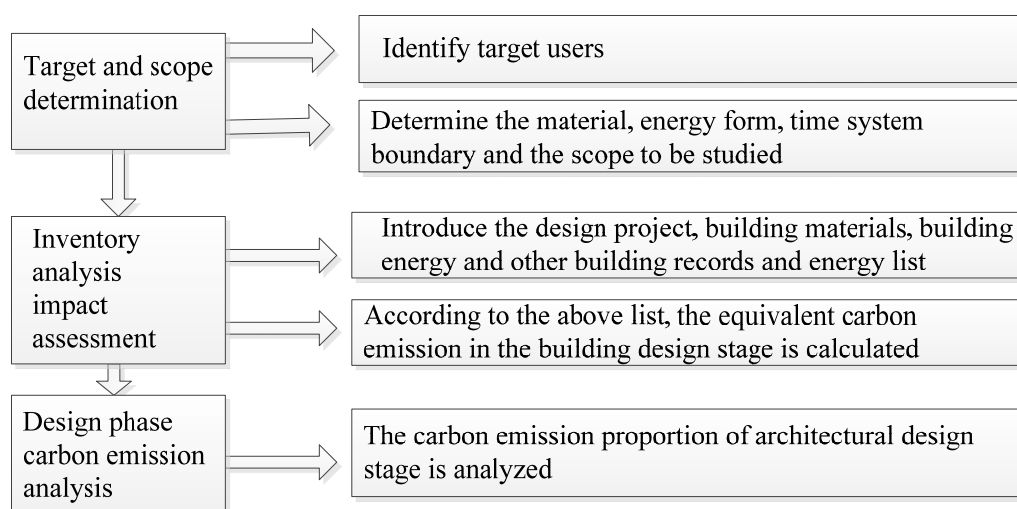 Target and scope
determination
Identify target users
Determine the material, energy form, time system
boundary and the scope to be studied
Inventory
analysis
impact
assessment
Introduce the design project, building materials, building
energy and other building records and energy list
According to the above list, the equivalent carbon
emission in the building design stage is calculated
Design phase
carbon emission
analysis
The carbon emission proportion of architectural design
stage is analyzed